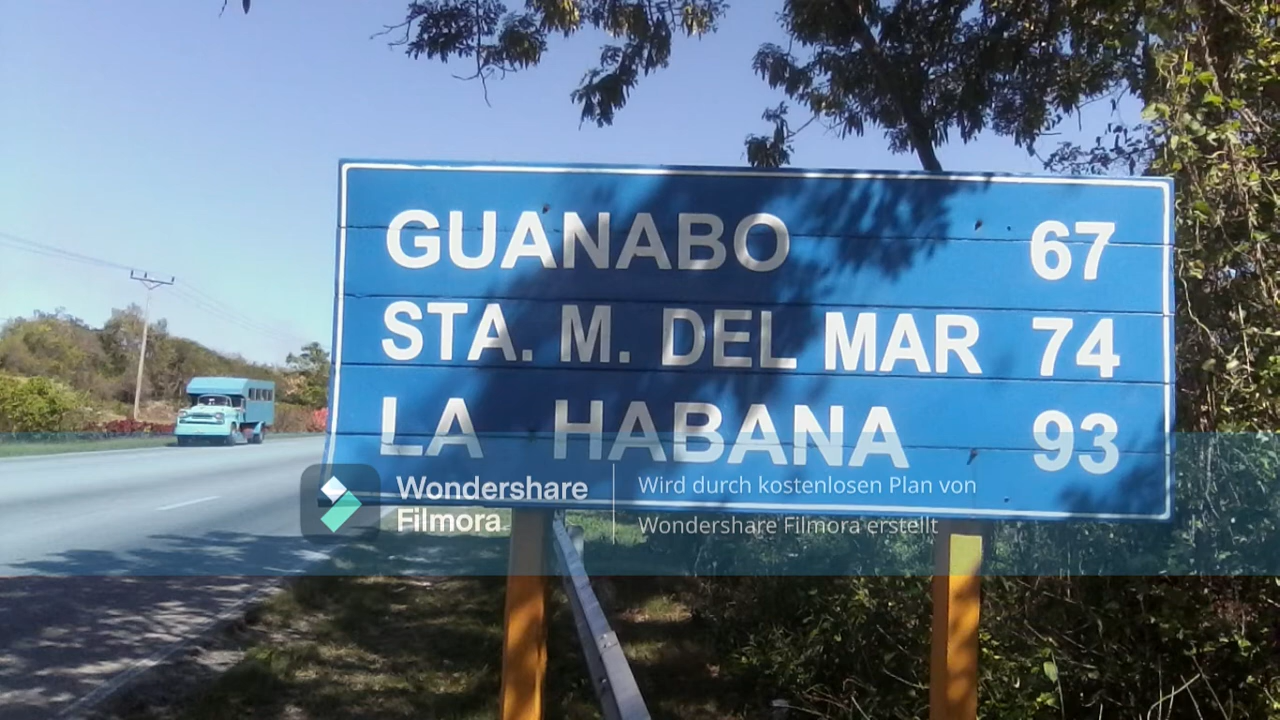 GUANABO 67
STA. M. DEL MAR 74
LA HABANA 93
Wondershare
Filmora
Wird durch kostenlosen Plan von
Wondershare Filmora erstellt